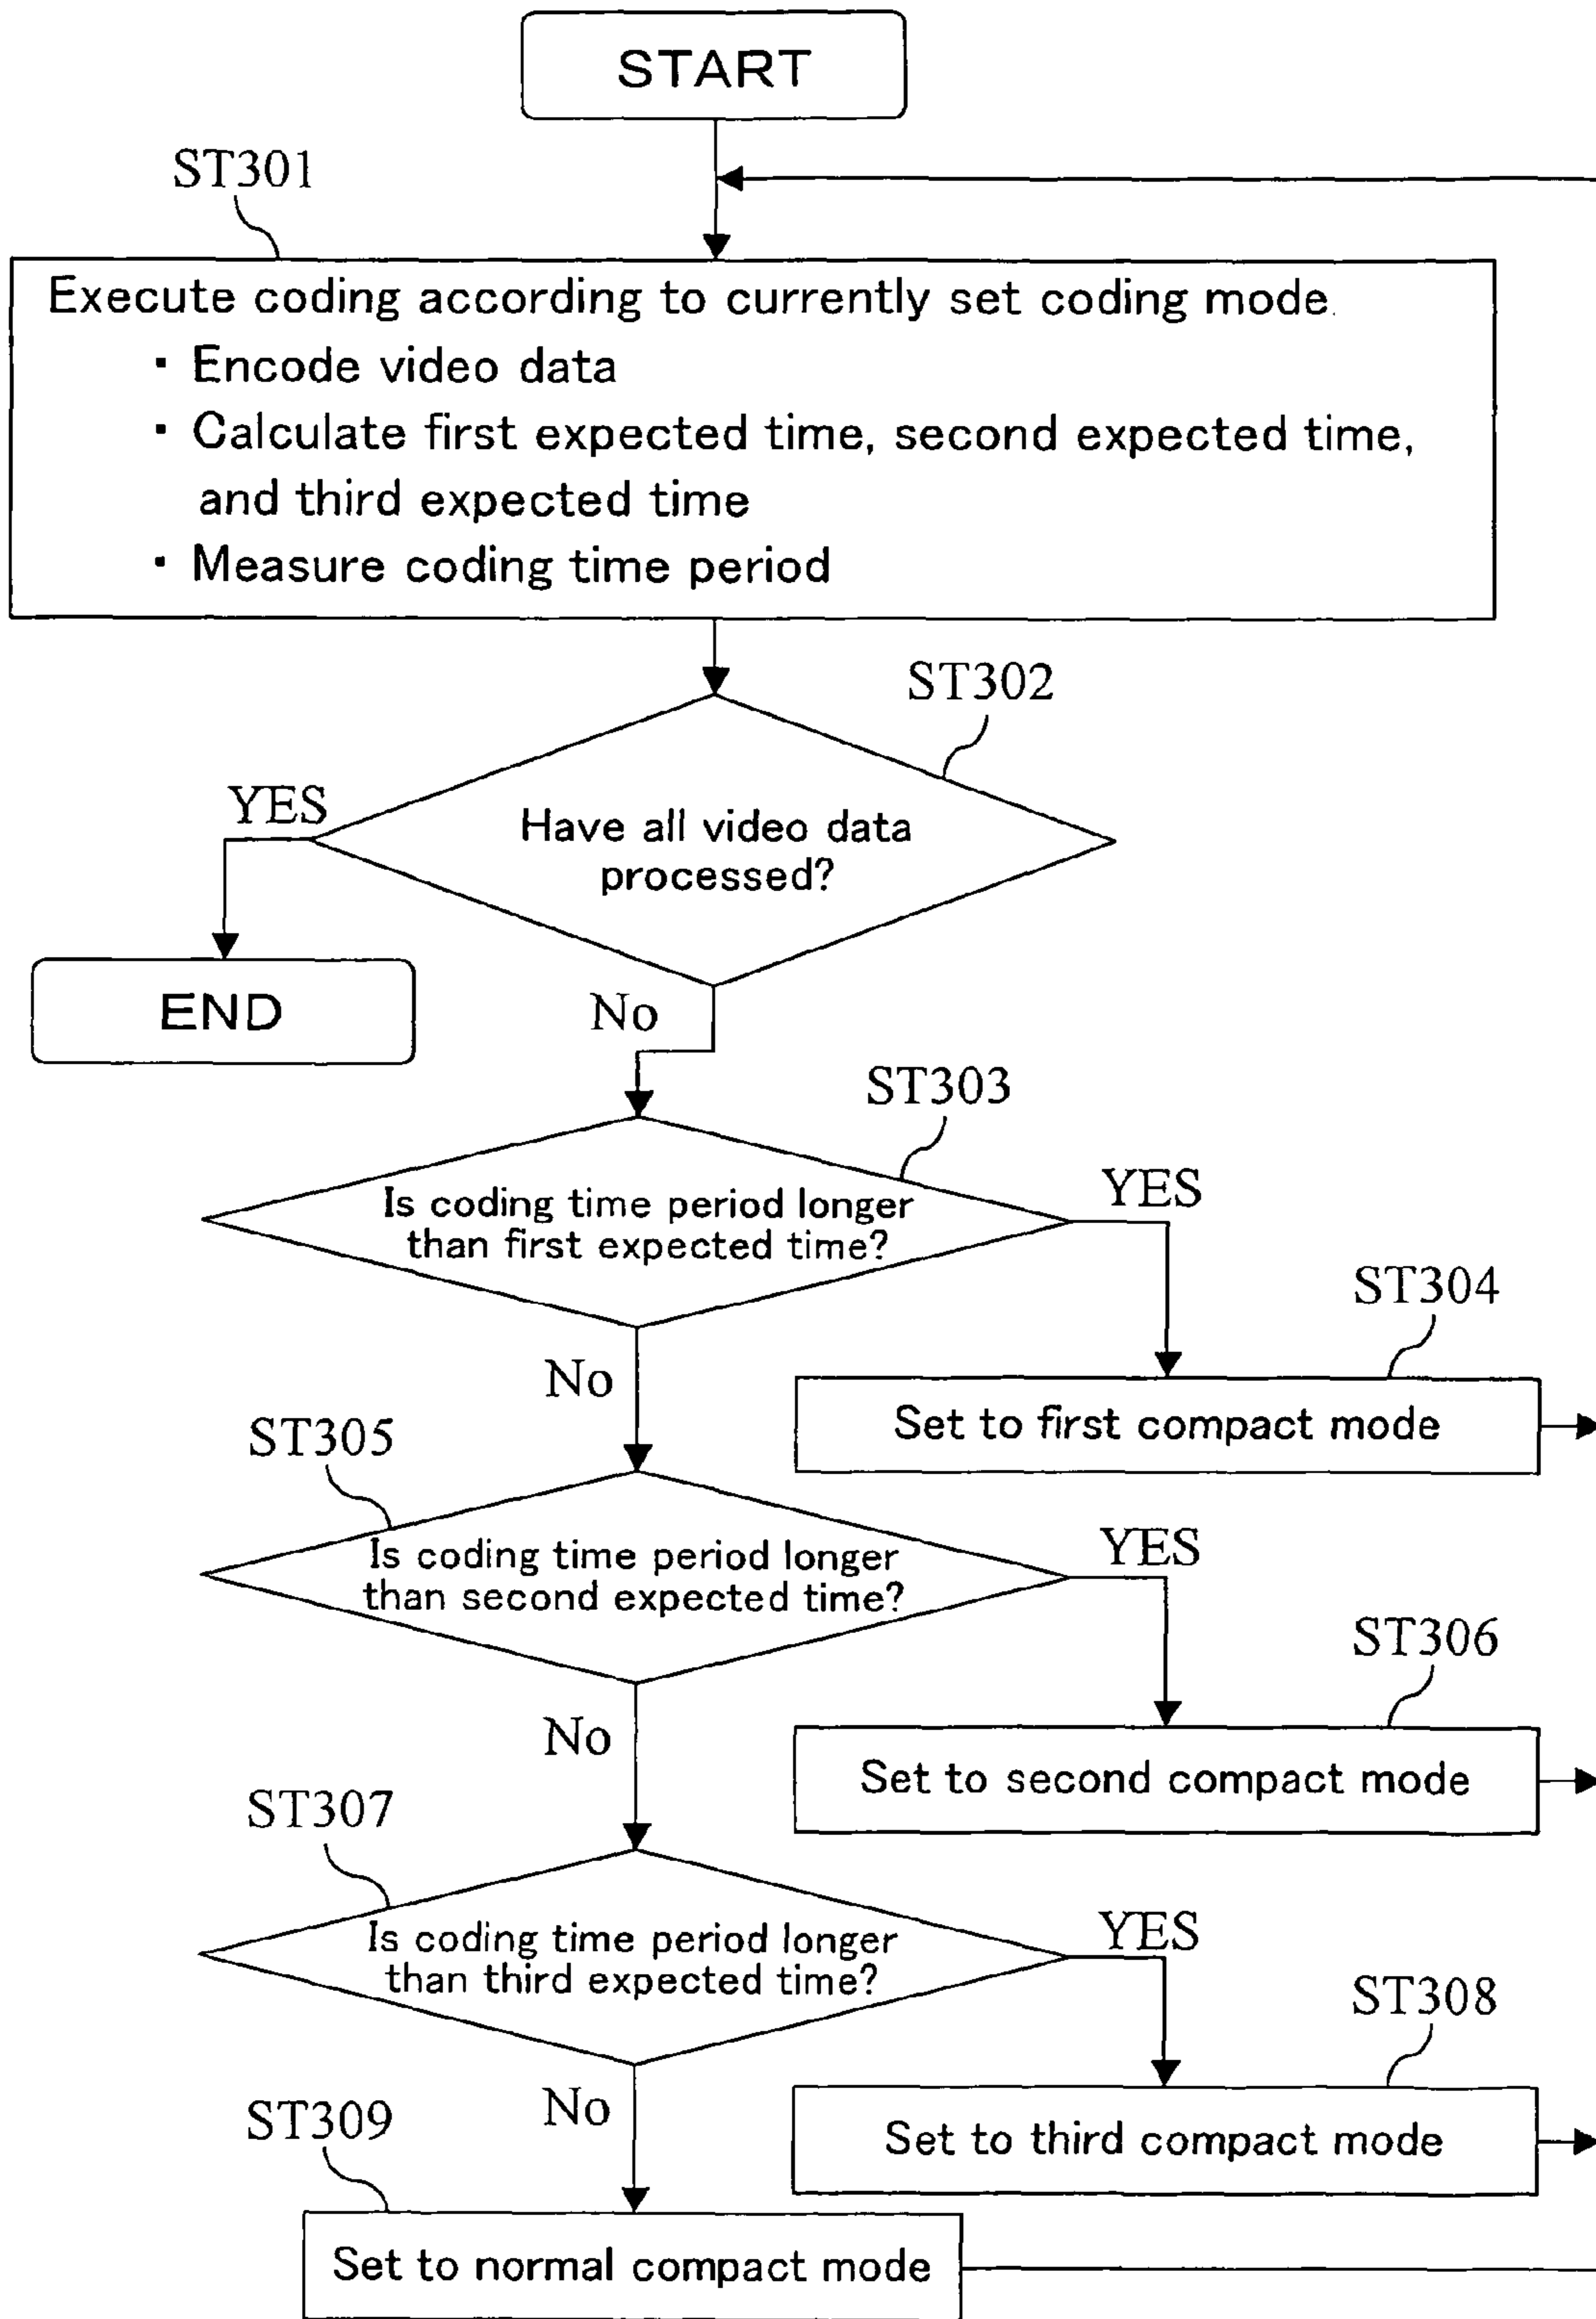 START
ST301
Execute coding according to currently set coding mode.
・ Encode video data
・ Calculate first expected time, second expected time,
and third expected time
・ Measure coding time period
ST302
YES
Have all video data
processed?
END
No
ST303
Is coding time period longer
than first expected time?
YES
ST304
No
Set to first compact mode
ST305
Is coding time period longer
than second expected time?
YES
ST306
No
Set to second compact mode
ST307
Is coding time period longer
than third expected time?
YES
ST308
No
Set to third compact mode
ST309
Set to normal compact mode